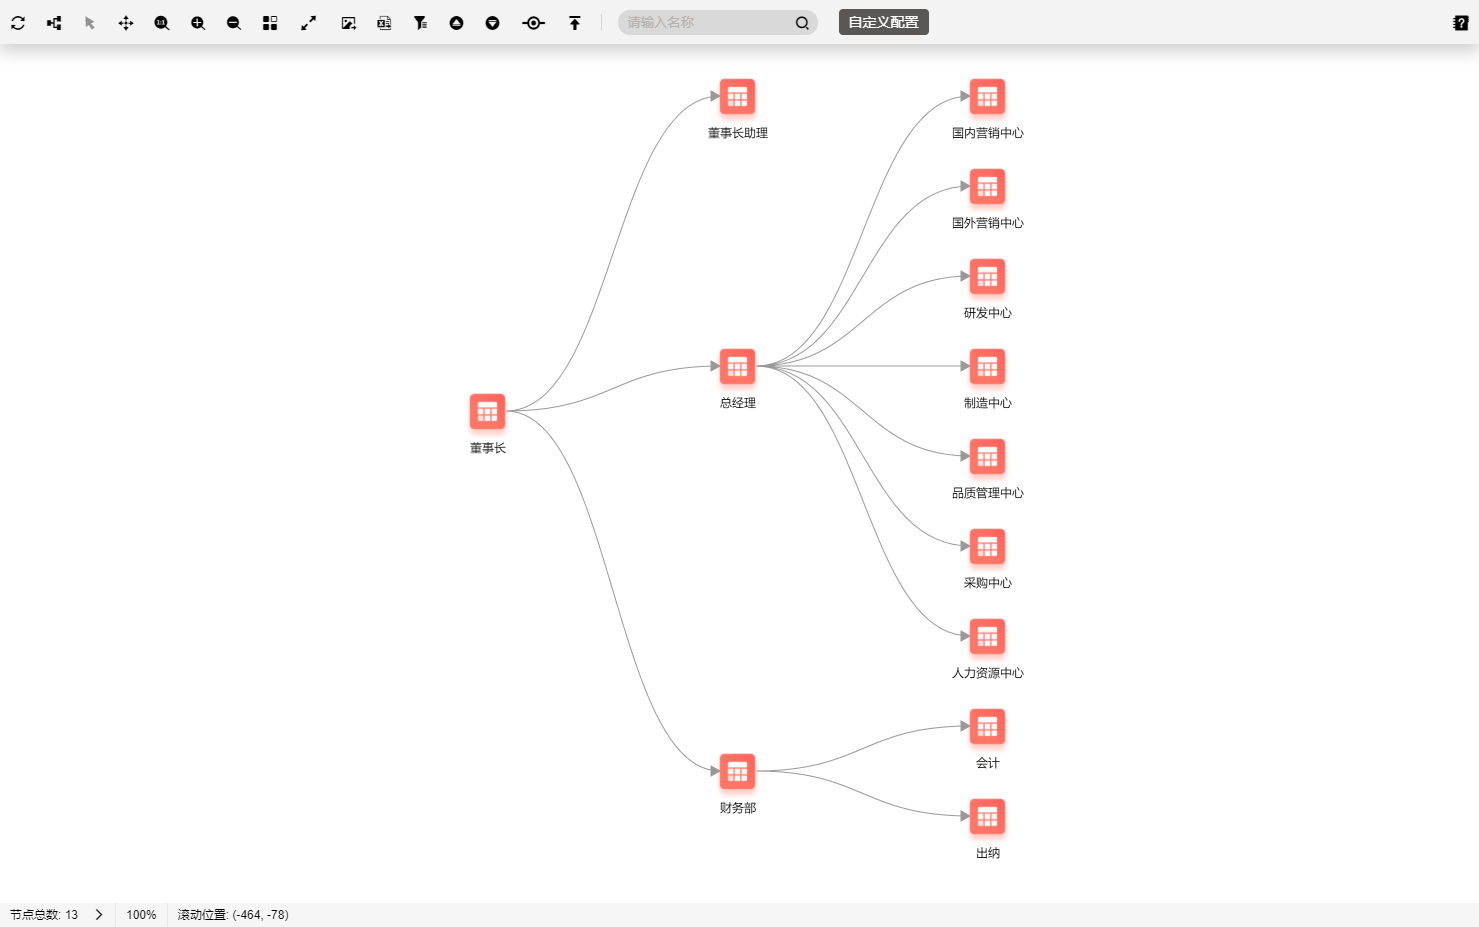 1:1
请输入名称
自定义配置
?
董事长助理
国内营销中心
国外营销中心
研发中心
总经理
制造中心
董事长
品质管理中心
采购中心
人力资源中心
会计
财务部
出纳
节点总数: 13
100%
滚动位置: (-464, -78)